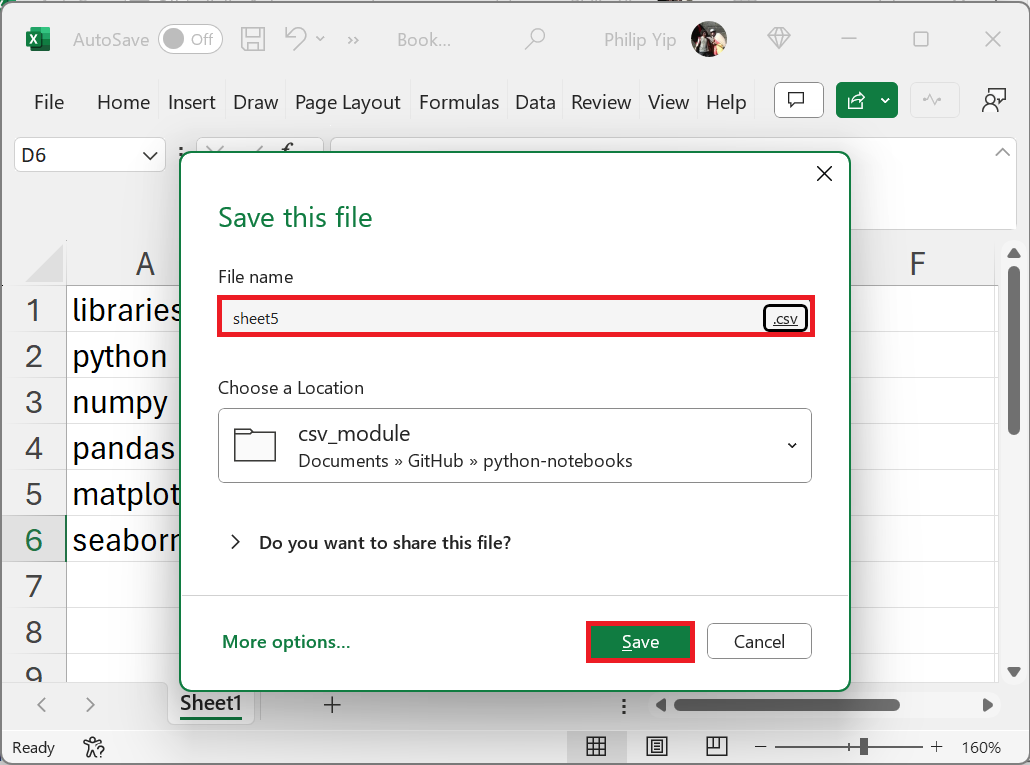 AutoSave Off Book... Philip Yip
File Home Insert Draw Page Layout Formulas Data Review View Help
D6
Save this file
File name
sheet5 .csv
Choose a Location
csv_module
Documents » GitHub » python-notebooks
Do you want to share this file?
More options... Save Cancel
A F
1 libraries
2 python
3 numpy
4 pandas
5 matplot
6 seaborn
7
8
9
Sheet1
Ready 160%